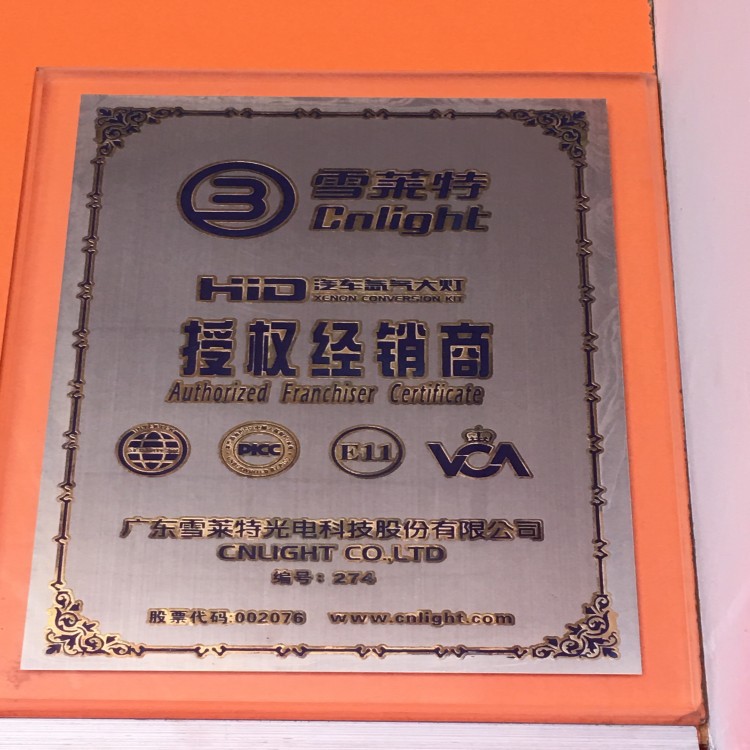 雪莱特
Cnlight
HiD 汽车氙气大灯
XENON CONVERSION KIT
授权经销商
Authorized Franchiser Certificate
PICC
E11
VCA
广东雪莱特光电科技股份有限公司
CNLIGHT CO.,LTD
编号：274
股票代码:002076 www.cnlight.com